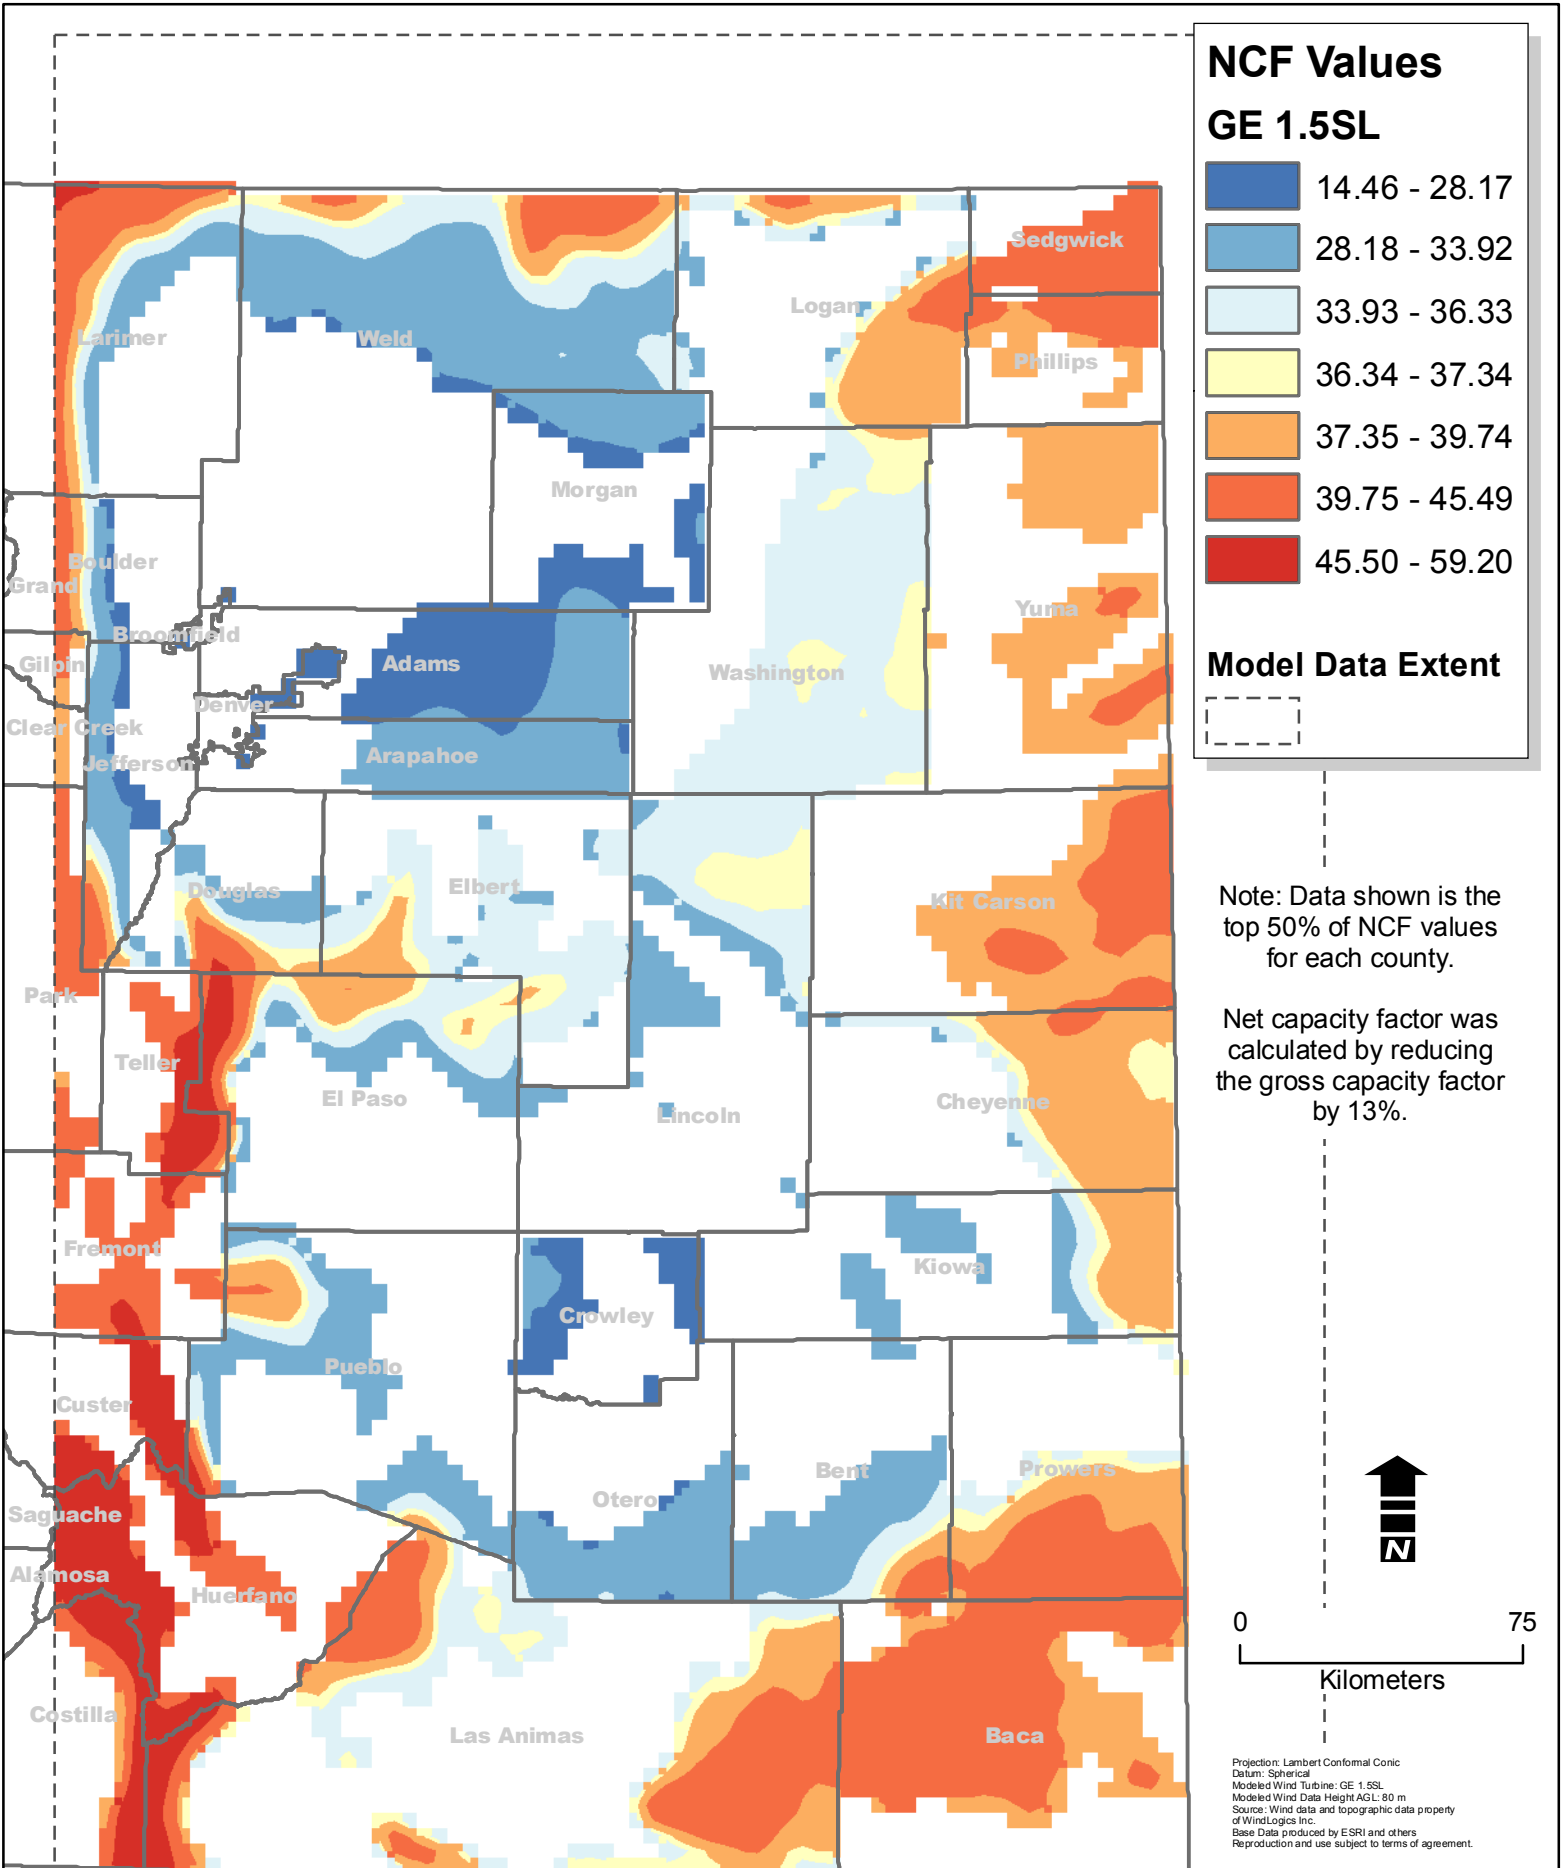 NCF Values
GE 1.5SL
14.46 - 28.17
28.18 - 33.92
33.93 - 36.33
36.34 - 37.34
37.35 - 39.74
39.75 - 45.49
45.50 - 59.20
Model Data Extent
Note: Data shown is the
top 50% of NCF values
for each county.
Net capacity factor was
calculated by reducing
the gross capacity factor
by 13%.
N
0 75
Kilometers
Projection: Lambert Conformal Conic
Datum: Spherical
Modeled Wind Turbine: GE 1.5SL
Modeled Wind Data Height AGL: 80 m
Source: Wind data and topographic data property
of WindLogics Inc.
Base Data produced by ESRI and others
Reproduction and use subject to terms of agreement.
Sedgwick
Logan
Larimer
Weld
Phillips
Morgan
Boulder
Grand
Yuma
Broomfield
Gilpin
Adams
Washington
Denver
Clear Creek
Jefferson
Arapahoe
Douglas
Elbert
Kit Carson
Park
Teller
El Paso
Lincoln
Cheyenne
Fremont
Kiowa
Crowley
Pueblo
Custer
Bent
Prowers
Otero
Saguache
Alamosa
Huerfano
Costilla
Las Animas
Baca